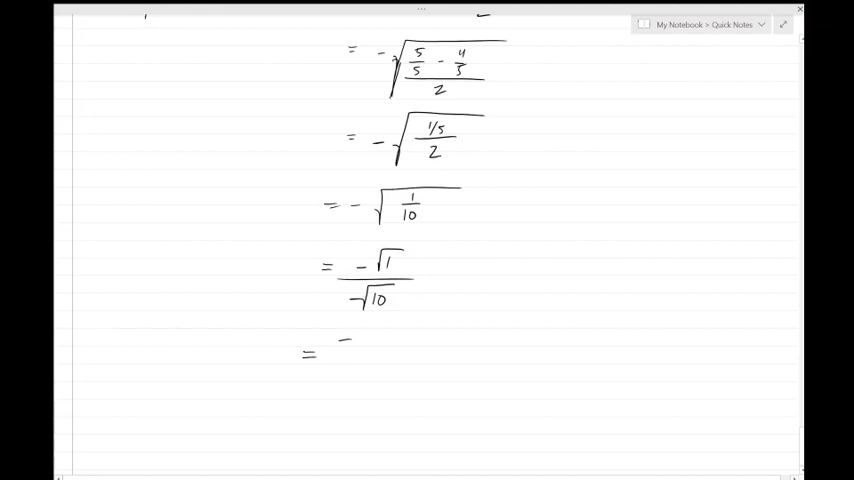 My Notebook > Quick Notes
= - √((5/5 - 4/5)/2)
= - √((1/5)/2)
= - √(1/10)
= -√1/√10
= -